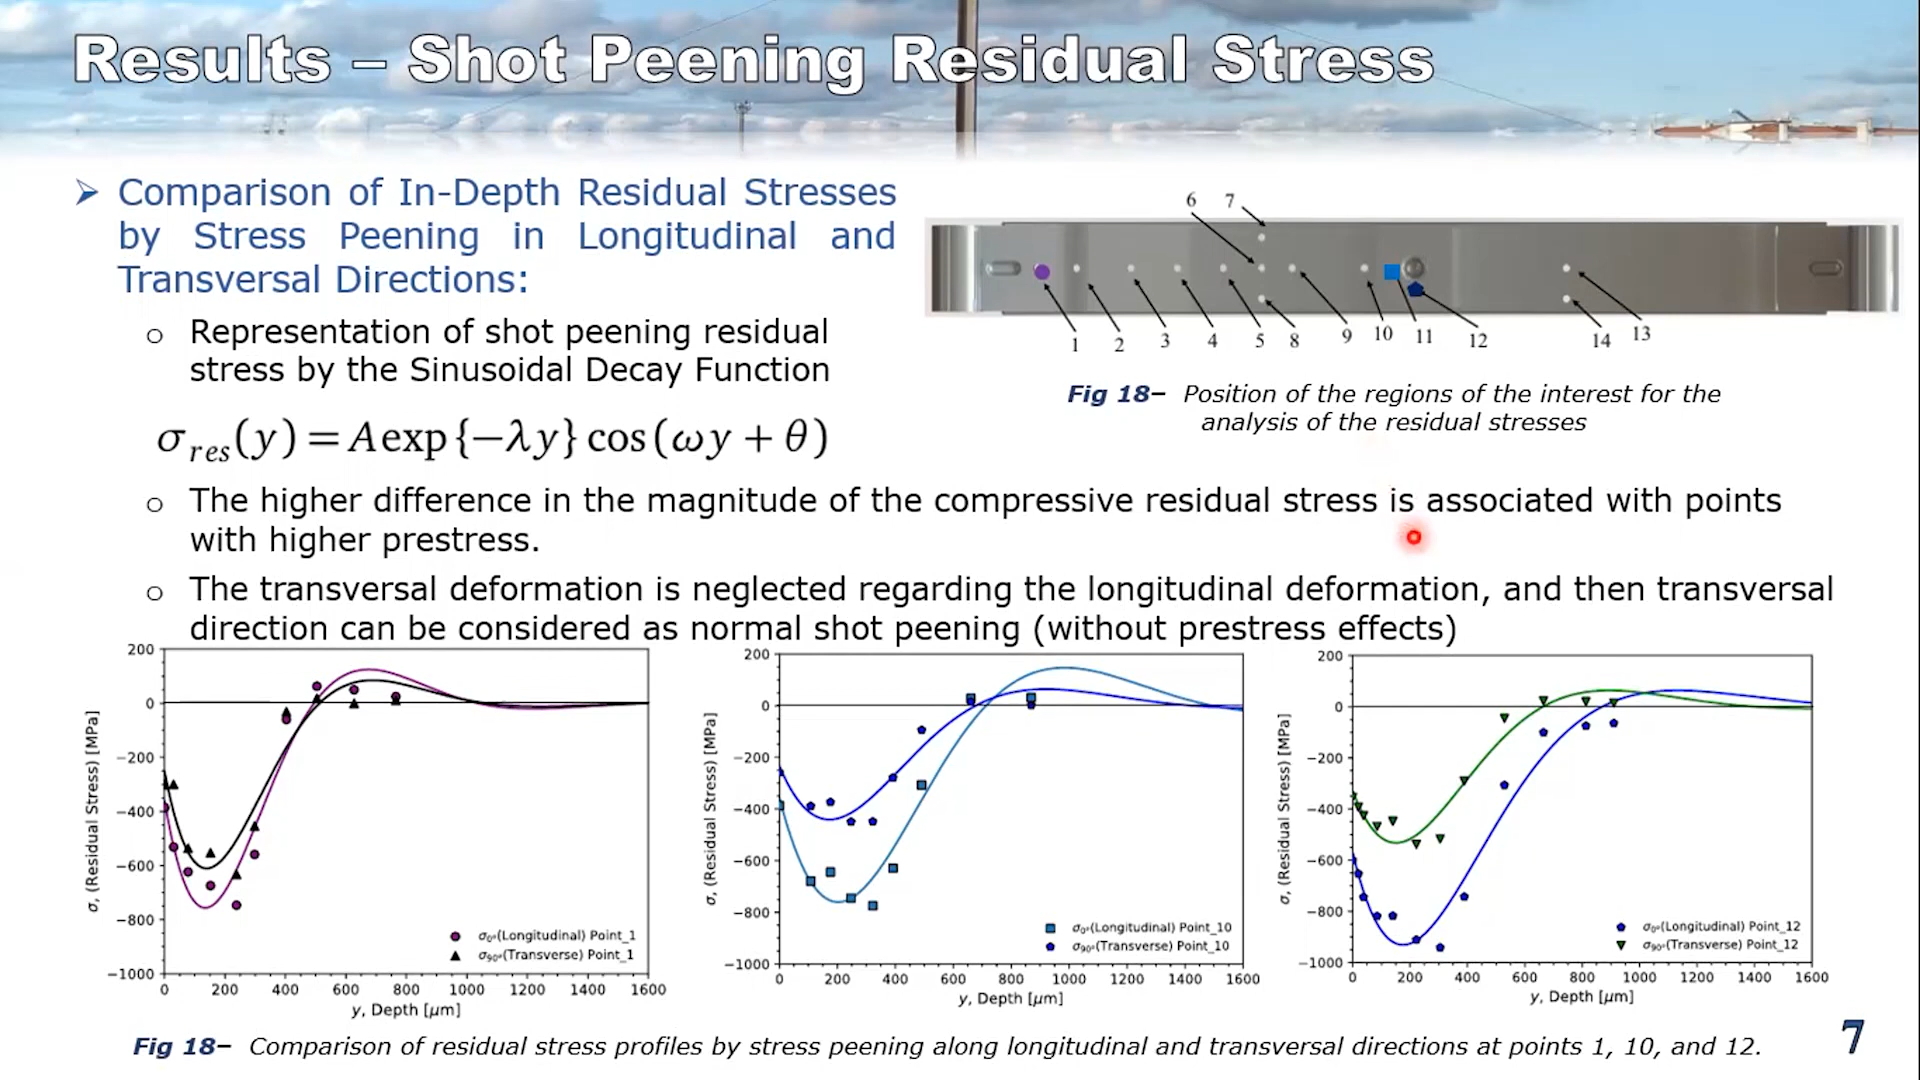 Results – Shot Peening Residual Stress
➢ Comparison of In-Depth Residual Stresses
by Stress Peening in Longitudinal and
Transversal Directions:
o Representation of shot peening residual
stress by the Sinusoidal Decay Function
σ_res(y) = A exp{−λy} cos(ωy + θ)
6 7
1 2 3 4 5 8 9 10 11 12 14 13
Fig 18– Position of the regions of the interest for the
analysis of the residual stresses
o The higher difference in the magnitude of the compressive residual stress is associated with points
with higher prestress.
o The transversal deformation is neglected regarding the longitudinal deformation, and then transversal
direction can be considered as normal shot peening (without prestress effects)
200
0
−200
−400
−600
−800
−1000
σ, (Residual Stress) [MPa]
σ0°(Longitudinal) Point_1
σ90°(Transverse) Point_1
0 200 400 600 800 1000 1200 1400 1600
y, Depth [μm]
200
0
−200
−400
−600
−800
−1000
σ, (Residual Stress) [MPa]
σ0°(Longitudinal) Point_10
σ90°(Transverse) Point_10
0 200 400 600 800 1000 1200 1400 1600
y, Depth [μm]
200
0
−200
−400
−600
−800
−1000
σ, (Residual Stress) [MPa]
σ0°(Longitudinal) Point_12
σ90°(Transverse) Point_12
0 200 400 600 800 1000 1200 1400 1600
y, Depth [μm]
Fig 18– Comparison of residual stress profiles by stress peening along longitudinal and transversal directions at points 1, 10, and 12.
7